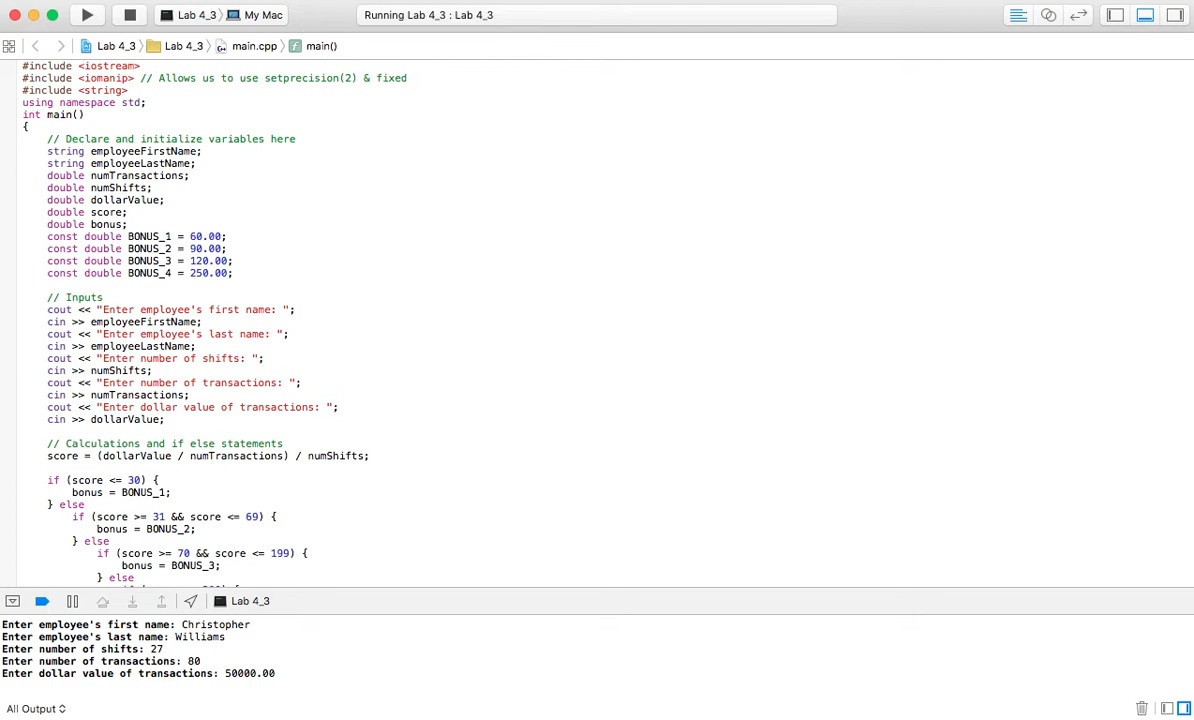 Lab 4_3 My Mac
Running Lab 4_3 : Lab 4_3
Lab 4_3 Lab 4_3 main.cpp main()
#include <iostream>
#include <iomanip> // Allows us to use setprecision(2) & fixed
#include <string>
using namespace std;
int main()
{
// Declare and initialize variables here
string employeeFirstName;
string employeeLastName;
double numTransactions;
double numShifts;
double dollarValue;
double score;
double bonus;
const double BONUS_1 = 60.00;
const double BONUS_2 = 90.00;
const double BONUS_3 = 120.00;
const double BONUS_4 = 250.00;
// Inputs
cout << "Enter employee's first name: ";
cin >> employeeFirstName;
cout << "Enter employee's last name: ";
cin >> employeeLastName;
cout << "Enter number of shifts: ";
cin >> numShifts;
cout << "Enter number of transactions: ";
cin >> numTransactions;
cout << "Enter dollar value of transactions: ";
cin >> dollarValue;
// Calculations and if else statements
score = (dollarValue / numTransactions) / numShifts;
if (score <= 30) {
bonus = BONUS_1;
} else
if (score >= 31 && score <= 69) {
bonus = BONUS_2;
} else
if (score >= 70 && score <= 199) {
bonus = BONUS_3;
} else
Lab 4_3
Enter employee's first name: Christopher
Enter employee's last name: Williams
Enter number of shifts: 27
Enter number of transactions: 80
Enter dollar value of transactions: 50000.00
All Output